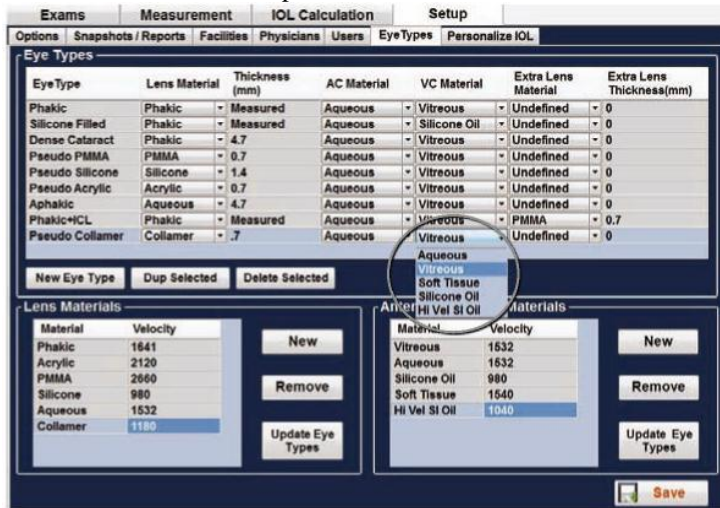 Exams Measurement IOL Calculation Setup
Options Snapshots / Reports Facilities Physicians Users EyeTypes Personalize IOL
Eye Types
EyeType Lens Material Thickness (mm) AC Material VC Material Extra Lens Material Extra Lens Thickness(mm)
Phakic Phakic Measured Aqueous Vitreous Undefined 0
Silicone Filled Phakic Measured Aqueous Silicone Oil Undefined 0
Dense Cataract Phakic 4.7 Aqueous Vitreous Undefined 0
Pseudo PMMA PMMA 0.7 Aqueous Vitreous Undefined 0
Pseudo Silicone Silicone 1.4 Aqueous Vitreous Undefined 0
Pseudo Acrylic Acrylic 0.7 Aqueous Vitreous Undefined 0
Aphakic Aqueous 4.7 Aqueous Vitreous Undefined 0
Phakic+ICL Phakic Measured Aqueous Vitreous PMMA 0.7
Pseudo Collamer Collamer .7 Aqueous Vitreous Undefined 0
Aqueous
Vitreous
Soft Tissue
Silicone Oil
Hi Vel SI Oil
New Eye Type Dup Selected Delete Selected
Lens Materials
Material Velocity
Phakic 1641
Acrylic 2120
PMMA 2660
Silicone 980
Aqueous 1532
Collamer 1180
New
Remove
Update Eye
Types
Materials
Material Velocity
Vitreous 1532
Aqueous 1532
Silicone Oil 980
Soft Tissue 1540
Hi Vel SI Oil 1040
New
Remove
Update Eye
Types
Save